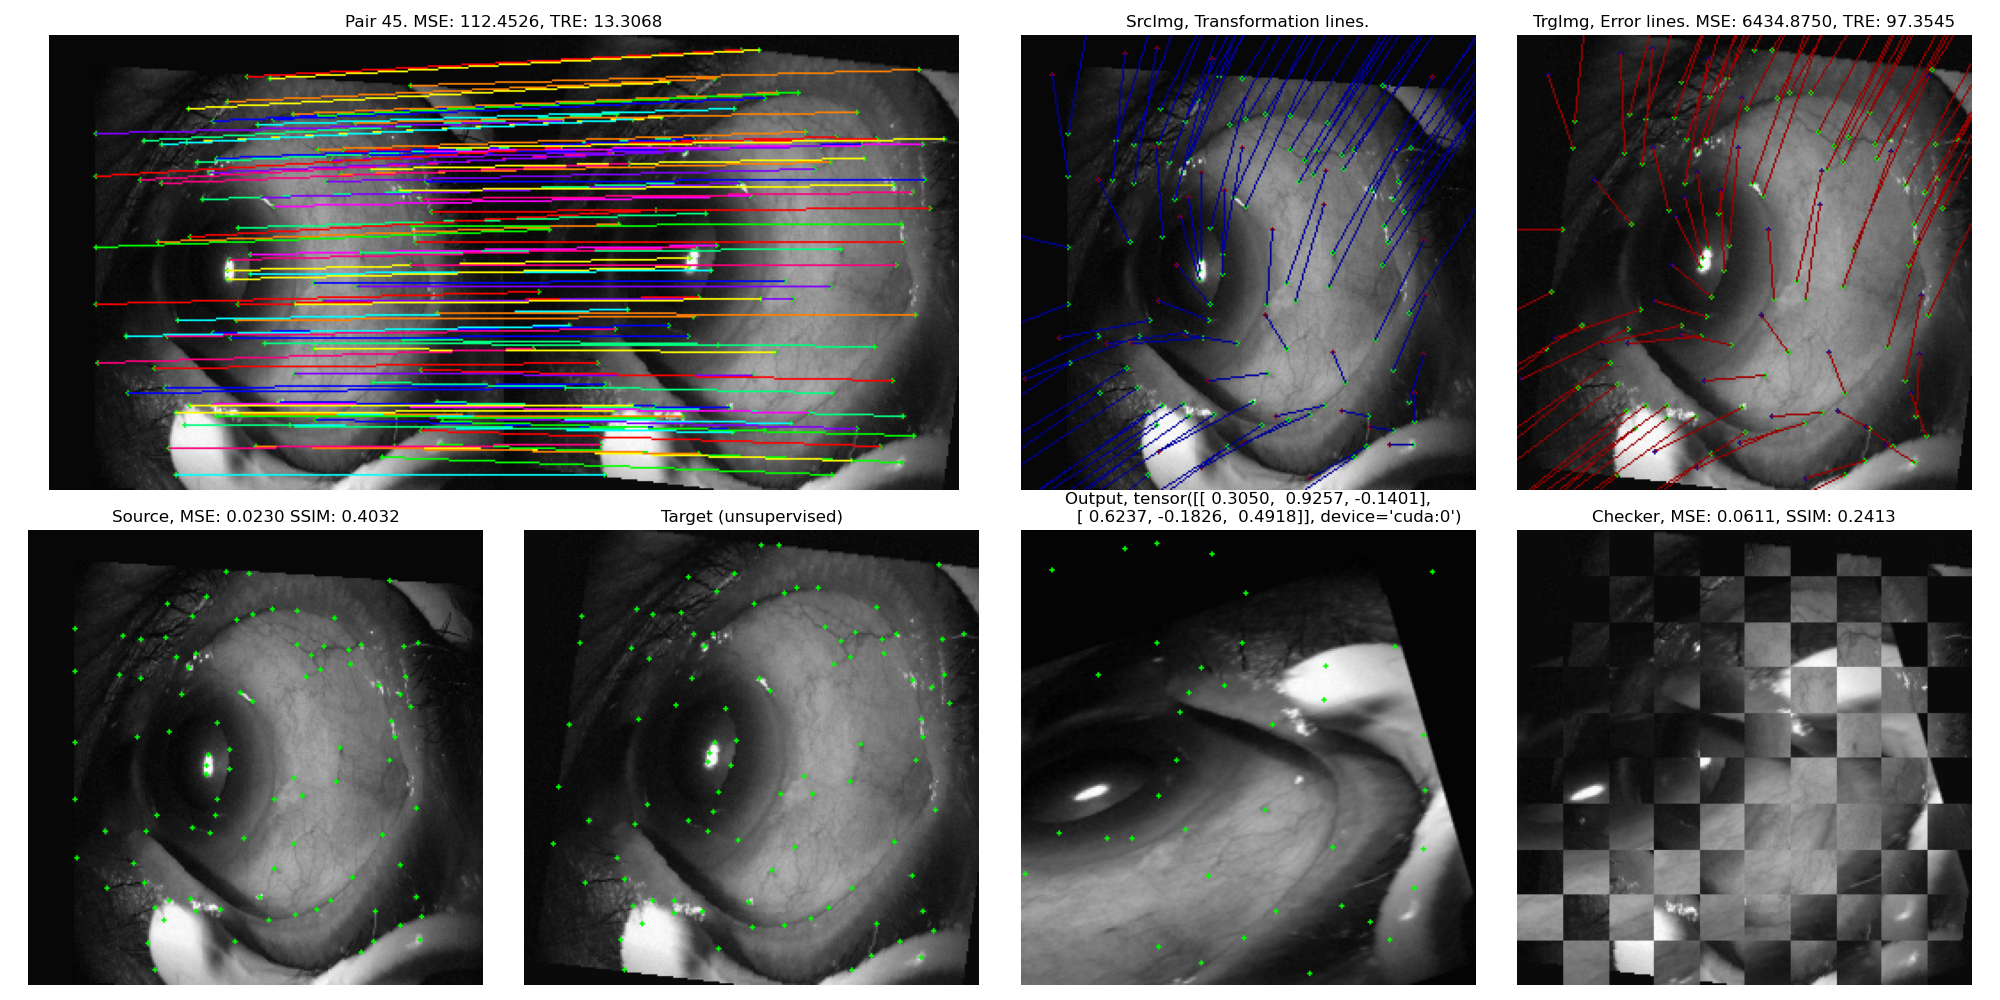 Pair 45. MSE: 112.4526, TRE: 13.3068
SrcImg, Transformation lines.
TrgImg, Error lines. MSE: 6434.8750, TRE: 97.3545
Source, MSE: 0.0230 SSIM: 0.4032
Target (unsupervised)
Output, tensor([[ 0.3050, 0.9257, -0.1401],
[ 0.6237, -0.1826, 0.4918]], device='cuda:0')
Checker, MSE: 0.0611, SSIM: 0.2413